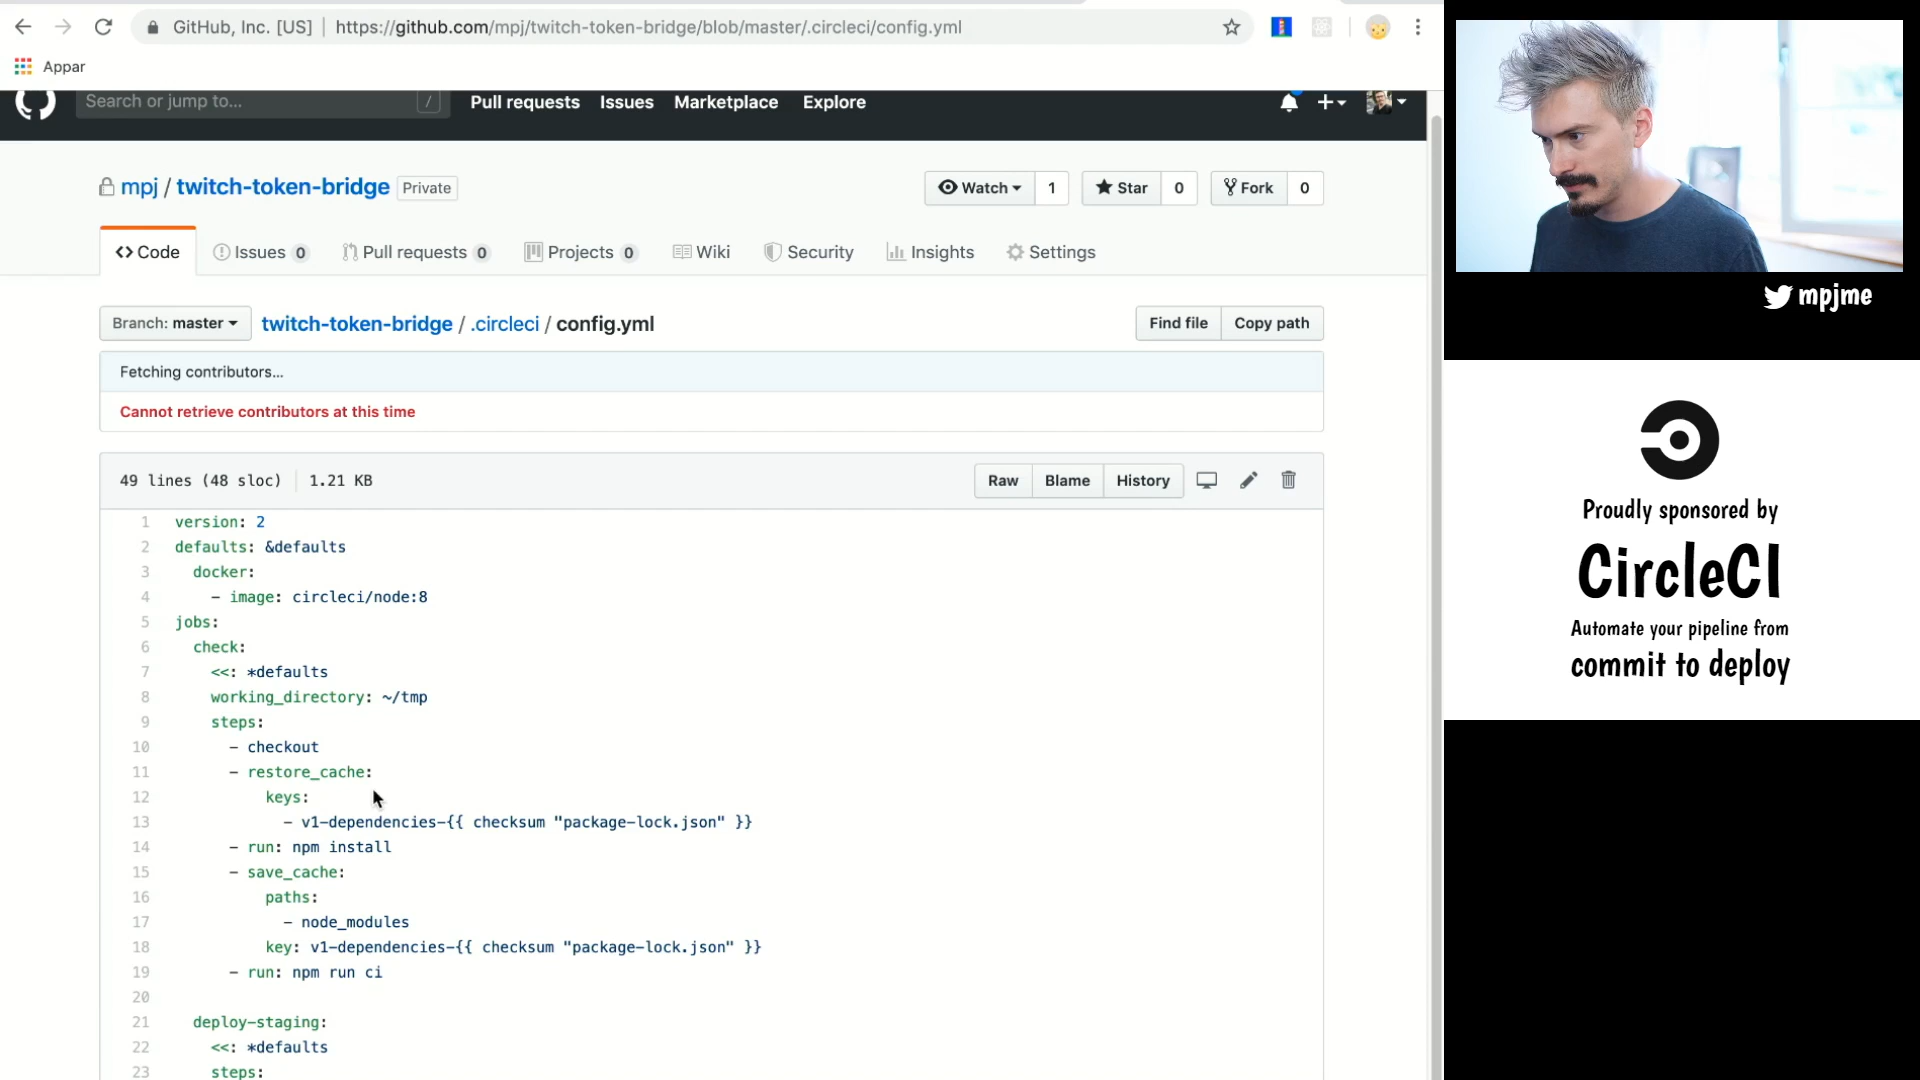 GitHub, Inc. [US] | https://github.com/mpj/twitch-token-bridge/blob/master/.circleci/config.yml
Appar
Search or jump to... / Pull requests Issues Marketplace Explore
mpj / twitch-token-bridge Private
Watch 1 Star 0 Fork 0
Code Issues 0 Pull requests 0 Projects 0 Wiki Security Insights Settings
Branch: master twitch-token-bridge / .circleci / config.yml Find file Copy path
Fetching contributors...
Cannot retrieve contributors at this time
49 lines (48 sloc) | 1.21 KB Raw Blame History
1 version: 2
2 defaults: &defaults
3 docker:
4 - image: circleci/node:8
5 jobs:
6 check:
7 <<: *defaults
8 working_directory: ~/tmp
9 steps:
10 - checkout
11 - restore_cache:
12 keys:
13 - v1-dependencies-{{ checksum "package-lock.json" }}
14 - run: npm install
15 - save_cache:
16 paths:
17 - node_modules
18 key: v1-dependencies-{{ checksum "package-lock.json" }}
19 - run: npm run ci
20
21 deploy-staging:
22 <<: *defaults
23 steps:
mpjme
Proudly sponsored by
CircleCI
Automate your pipeline from
commit to deploy